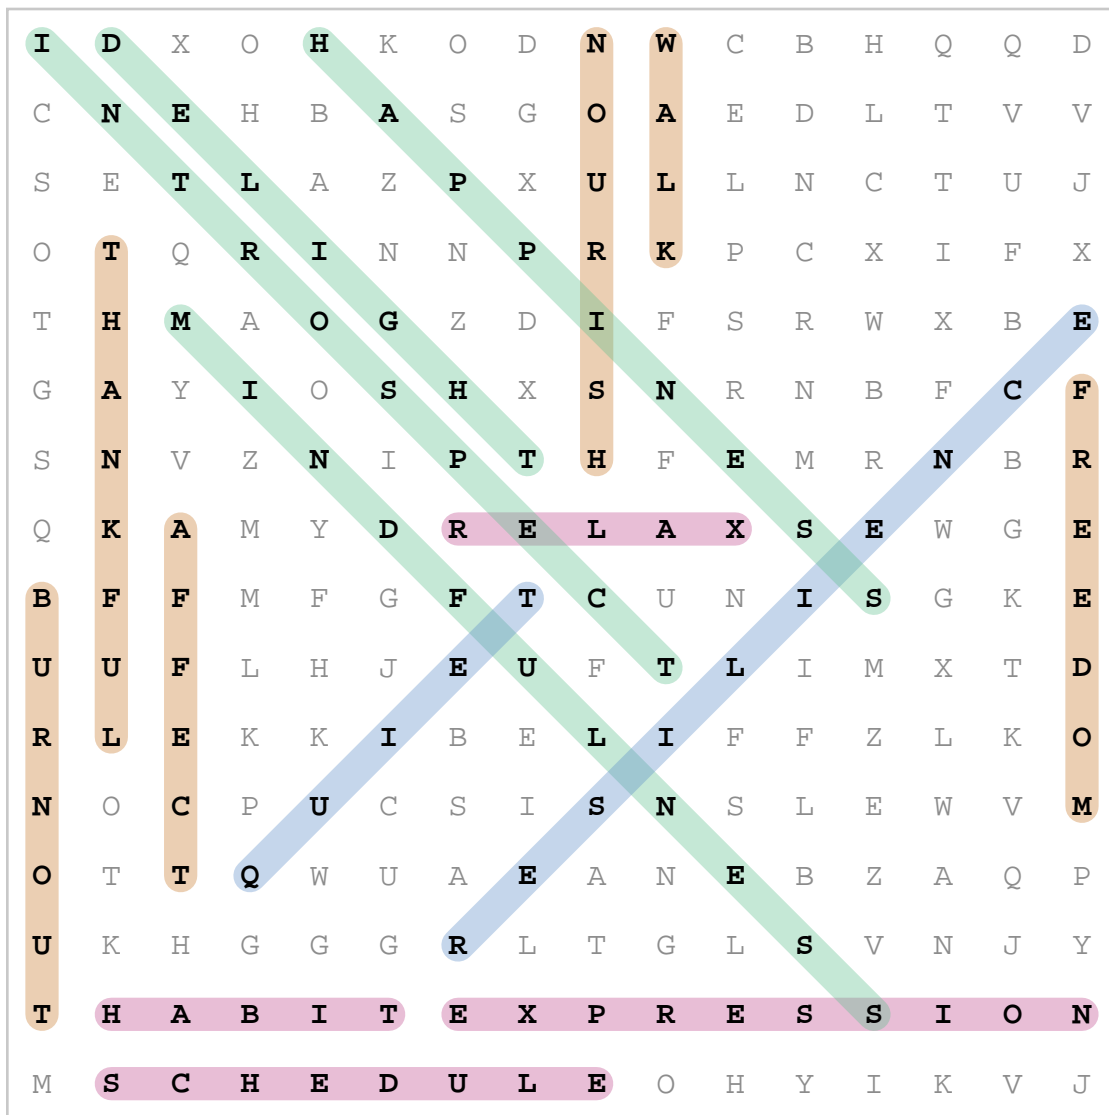 I D X O H K O D N W C B H Q Q D
C N E H B A S G O A E D L T V V
S E T L A Z P X U L L N C T U J
O T Q R I N N P R K P C X I F X
T H M A O G Z D I F S R W X B E
G A Y I O S H X S N R N B F C F
S N V Z N I P T H F E M R N B R
Q K A M Y D R E L A X S E W G E
B F F M F G F T C U N I S G K E
U U F L H J E U F T L I M X T D
R L E K K I B E L I F F Z L K O
N O C P U C S I S N S L E W V M
O T T Q W U A E A N E B Z A Q P
U K H G G G R L T G L S V N J Y
T H A B I T E X P R E S S I O N
M S C H E D U L E O H Y I K V J